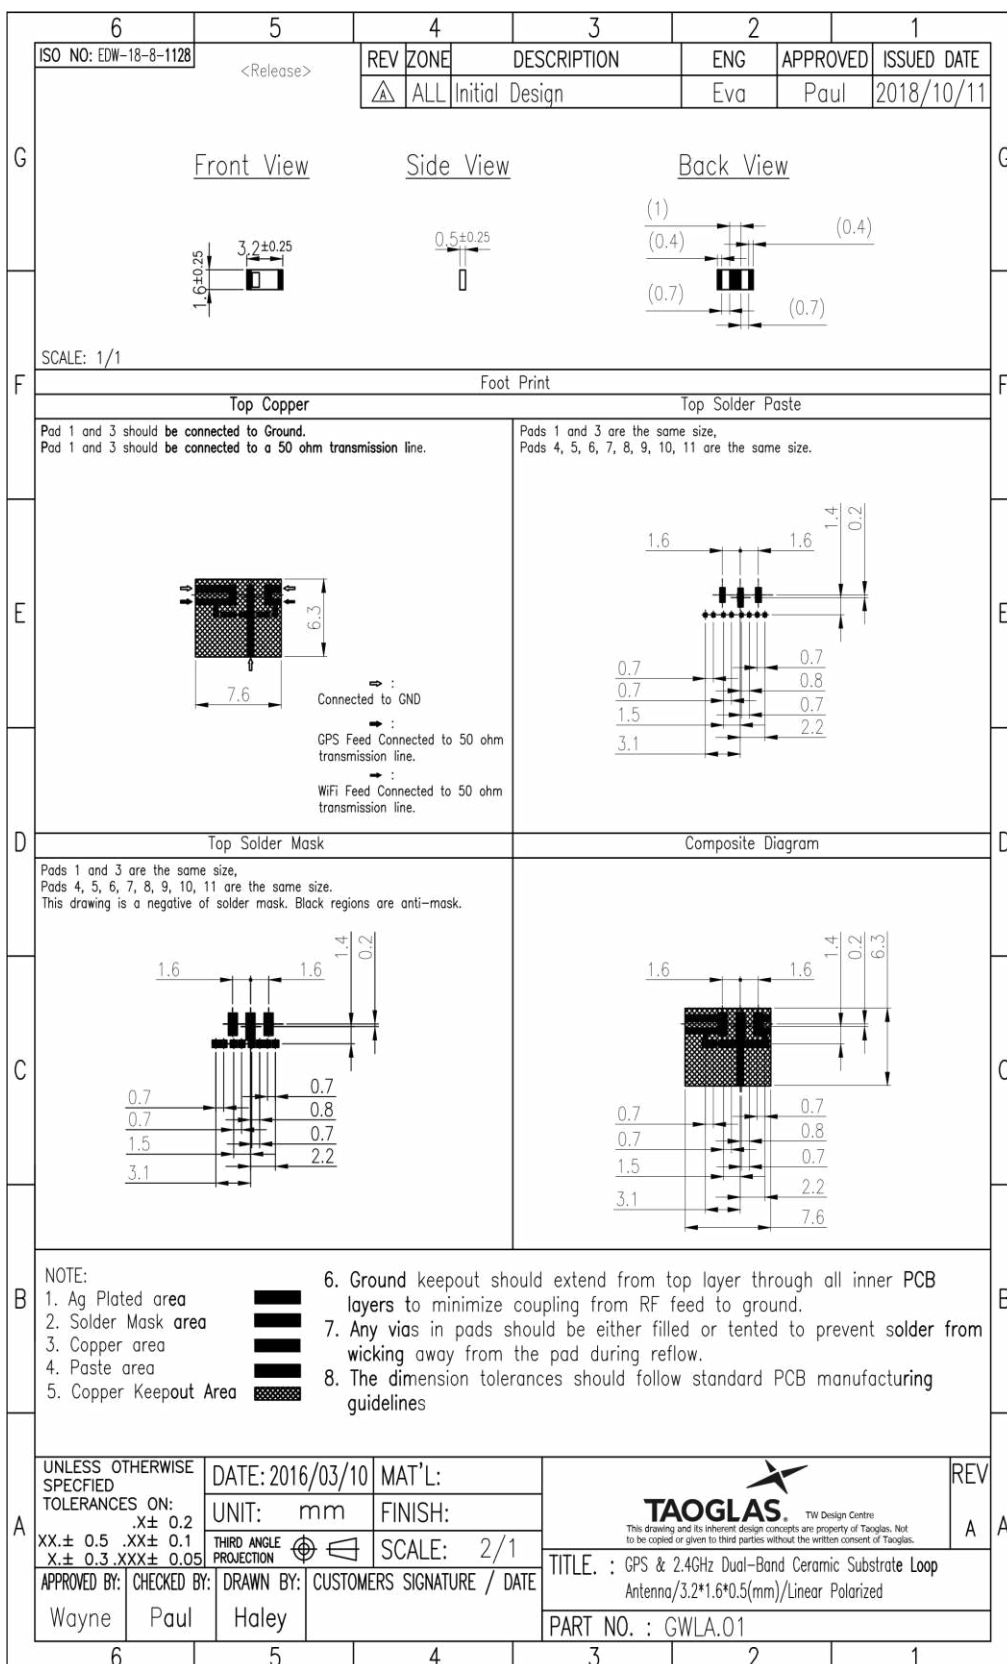 6 5 4 3 2 1
ISO NO: EDW-18-8-1128
<Release>
REV ZONE DESCRIPTION ENG APPROVED ISSUED DATE
A ALL Initial Design Eva Paul 2018/10/11
G G
Front View Side View Back View
3.2±0.25
1.6±0.25
0.5±0.25
(1)
(0.4) (0.4)
(0.7) (0.7)
SCALE: 1/1
F F
Foot Print
Top Copper Top Solder Paste
Pad 1 and 3 should be connected to Ground.
Pad 1 and 3 should be connected to a 50 ohm transmission line.
Pads 1 and 3 are the same size,
Pads 4, 5, 6, 7, 8, 9, 10, 11 are the same size.
E E
6.3
7.6
⇨ :
Connected to GND
➡ :
GPS Feed Connected to 50 ohm
transmission line.
➡ :
WiFi Feed Connected to 50 ohm
transmission line.
1.6 1.6 1.4 0.2
0.7 0.7
0.7 0.8
1.5 0.7
3.1 2.2
D D
Top Solder Mask Composite Diagram
Pads 1 and 3 are the same size,
Pads 4, 5, 6, 7, 8, 9, 10, 11 are the same size.
This drawing is a negative of solder mask. Black regions are anti-mask.
1.6 1.6 1.4 0.2
0.7 0.7
0.7 0.8
1.5 0.7
3.1 2.2
1.6 1.6 1.4 0.2 6.3
0.7 0.7
0.7 0.8
1.5 0.7
3.1 2.2
7.6
C C
B B
NOTE:
1. Ag Plated area
2. Solder Mask area
3. Copper area
4. Paste area
5. Copper Keepout Area
6. Ground keepout should extend from top layer through all inner PCB
layers to minimize coupling from RF feed to ground.
7. Any vias in pads should be either filled or tented to prevent solder from
wicking away from the pad during reflow.
8. The dimension tolerances should follow standard PCB manufacturing
guidelines
A A
UNLESS OTHERWISE
SPECIFIED
TOLERANCES ON:
.X± 0.2
XX.± 0.5 .XX± 0.1
X.± 0.3 .XXX± 0.05
DATE: 2016/03/10 MAT'L:
UNIT: mm FINISH:
THIRD ANGLE
PROJECTION
SCALE: 2/1
TAOGLAS. TW Design Centre
This drawing and its inherent design concepts are property of Taoglas. Not
to be copied or given to third parties without the written consent of Taoglas.
REV
A
APPROVED BY: CHECKED BY: DRAWN BY: CUSTOMERS SIGNATURE / DATE
Wayne Paul Haley
TITLE. : GPS & 2.4GHz Dual-Band Ceramic Substrate Loop
Antenna/3.2*1.6*0.5(mm)/Linear Polarized
PART NO. : GWLA.01
6 5 4 3 2 1